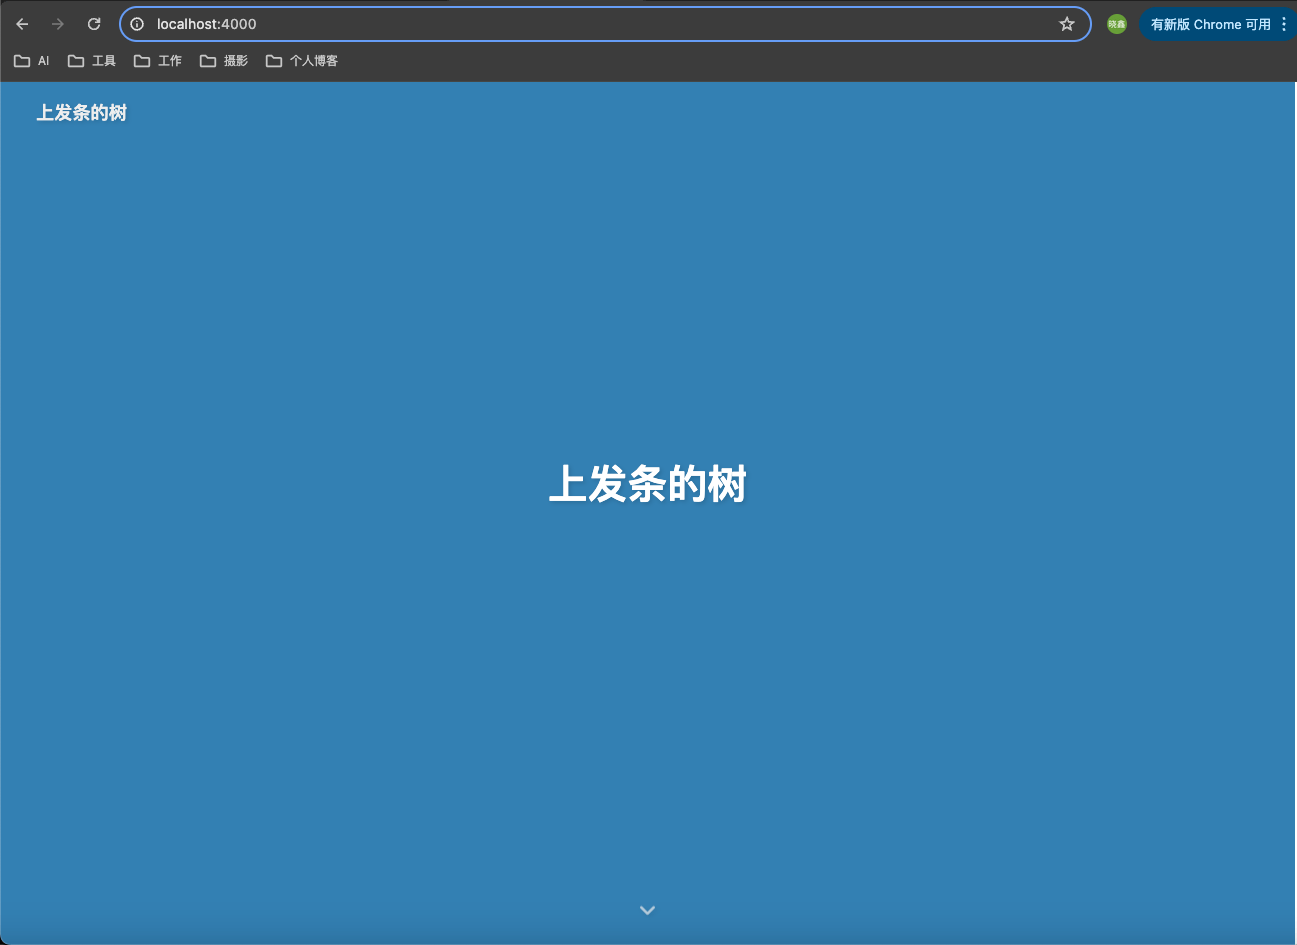 localhost:4000
晓鑫
有新版 Chrome 可用
AI 工具 工作 摄影 个人博客
上发条的树
上发条的树